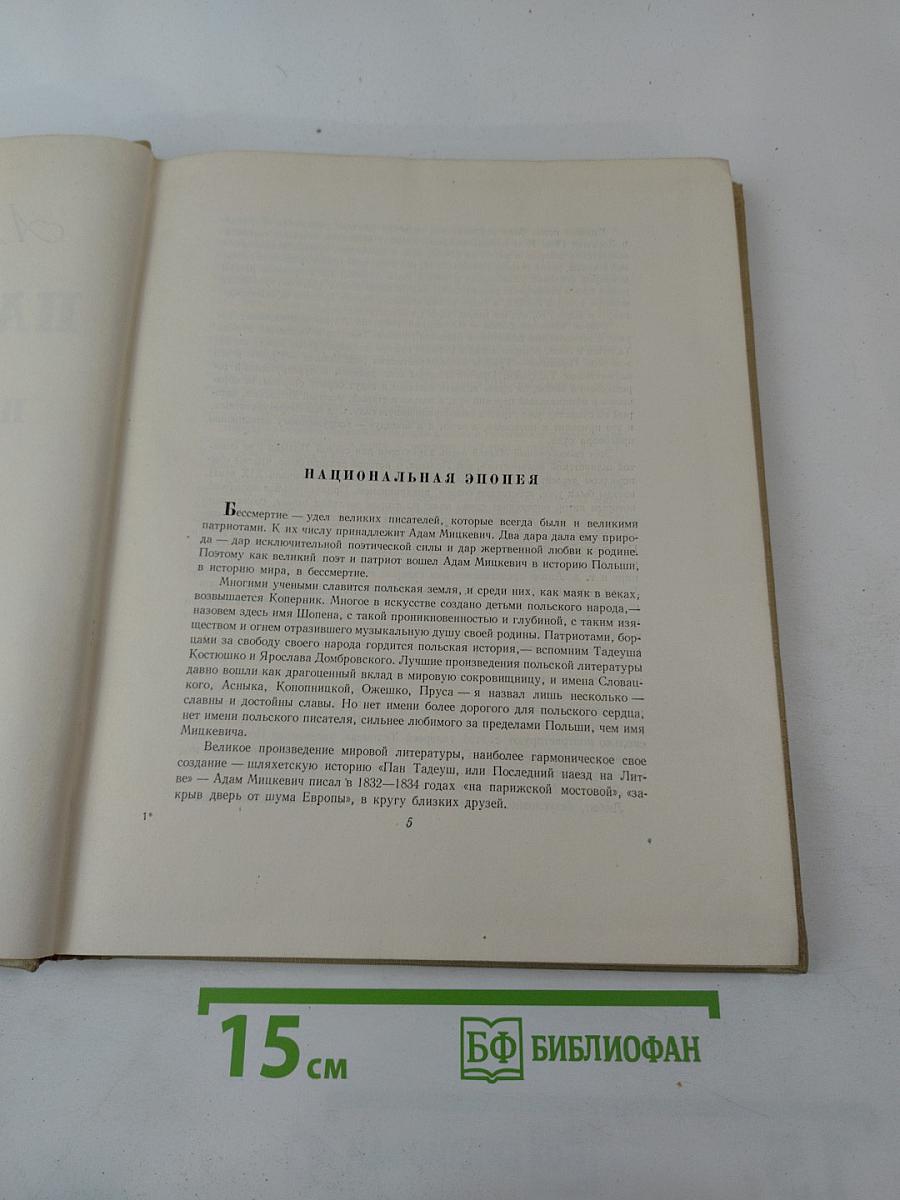 НАЦИОНАЛЬНАЯ ЭПОПЕЯ
Бессмертие — удел великих писателей, которые всегда были и великими
патриотами. К их числу принадлежит Адам Мицкевич. Два дара дала ему приро-
да — дар исключительной поэтической силы и дар жертвенной любви к родине.
Поэтому как великий поэт и патриот вошел Адам Мицкевич в историю Польши,
в историю мира, в бессмертие.
Многими учеными славится польская земля, и среди них, как маяк в веках,
возвышается Коперник. Многое в искусстве создано детьми польского народа,—
назовем здесь имя Шопена, с такой проникновенностью и глубиной, с таким изя-
ществом и огнем отразившего музыкальную душу своей родины. Патриотами, бор-
цами за свободу своего народа гордится польская история,— вспомним Тадеуша
Костюшко и Ярослава Домбровского. Лучшие произведения польской литературы
давно вошли как драгоценный вклад в мировую сокровищницу, и имена Словац-
кого, Асныка, Конопницкой, Ожешко, Пруса — я назвал лишь несколько —
славны и достойны славы. Но нет имени более дорогого для польского сердца,
нет имени польского писателя, сильнее любимого за пределами Польши, чем имя
Мицкевича.
Великое произведение мировой литературы, наиболее гармоническое свое
создание — шляхетскую историю «Пан Тадеуш, или Последний наезд на Лит-
ве» — Адам Мицкевич писал в 1832—1834 годах «на парижской мостовой», «за-
крыв дверь от шума Европы», в кругу близких друзей.
1*
5
15 см
БФ БИБЛИОФАН